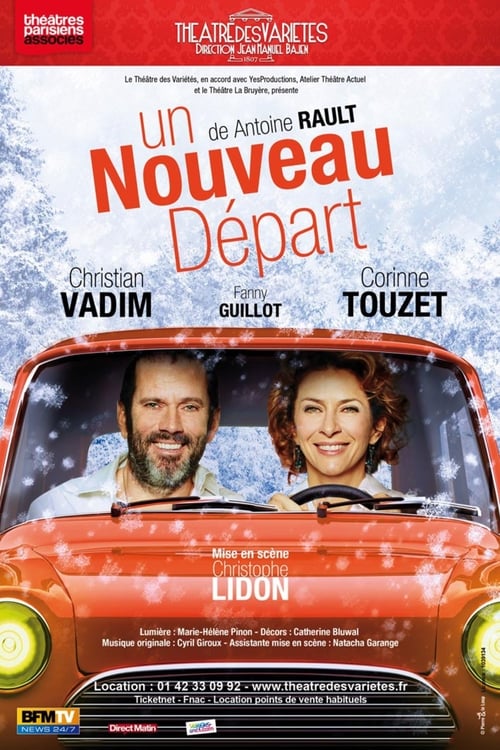 théâtres
parisiens
associés
THEATRE DES VARIETES
DIRECTION JEAN MANUEL BAJEN
1807
Le Théâtre des Variétés, en accord avec YesProductions, Atelier Théâtre Actuel
et le Théâtre La Bruyère, présente
un
de Antoine RAULT
Nouveau
Départ
Christian
VADIM
Fanny
GUILLOT
Corinne
TOUZET
Mise en scène
Christophe
LIDON
Lumière : Marie-Hélène Pinon - Décors : Catherine Bluwal
Musique originale : Cyril Giroux - Assistante mise en scène : Natacha Garange
Location : 01 42 33 09 92 - www.theatredesvarietes.fr
Ticketnet - Fnac - Location points de vente habituels
BFMTV
NEWS 24/7
Direct Matin